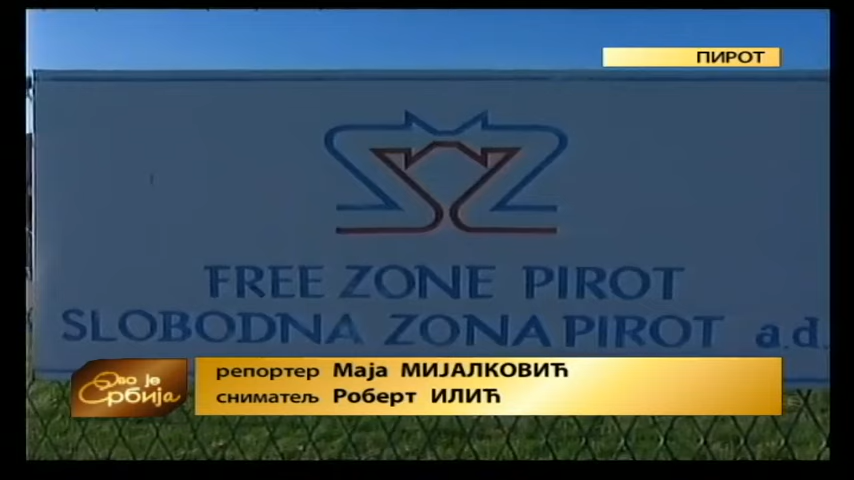 ПИРОТ
FREE ZONE PIROT
SLOBODNA ZONA PIROT a.d.
Ово је
Србија
репортер Маја МИЈАЛКОВИЋ
сниматељ Роберт ИЛИЋ